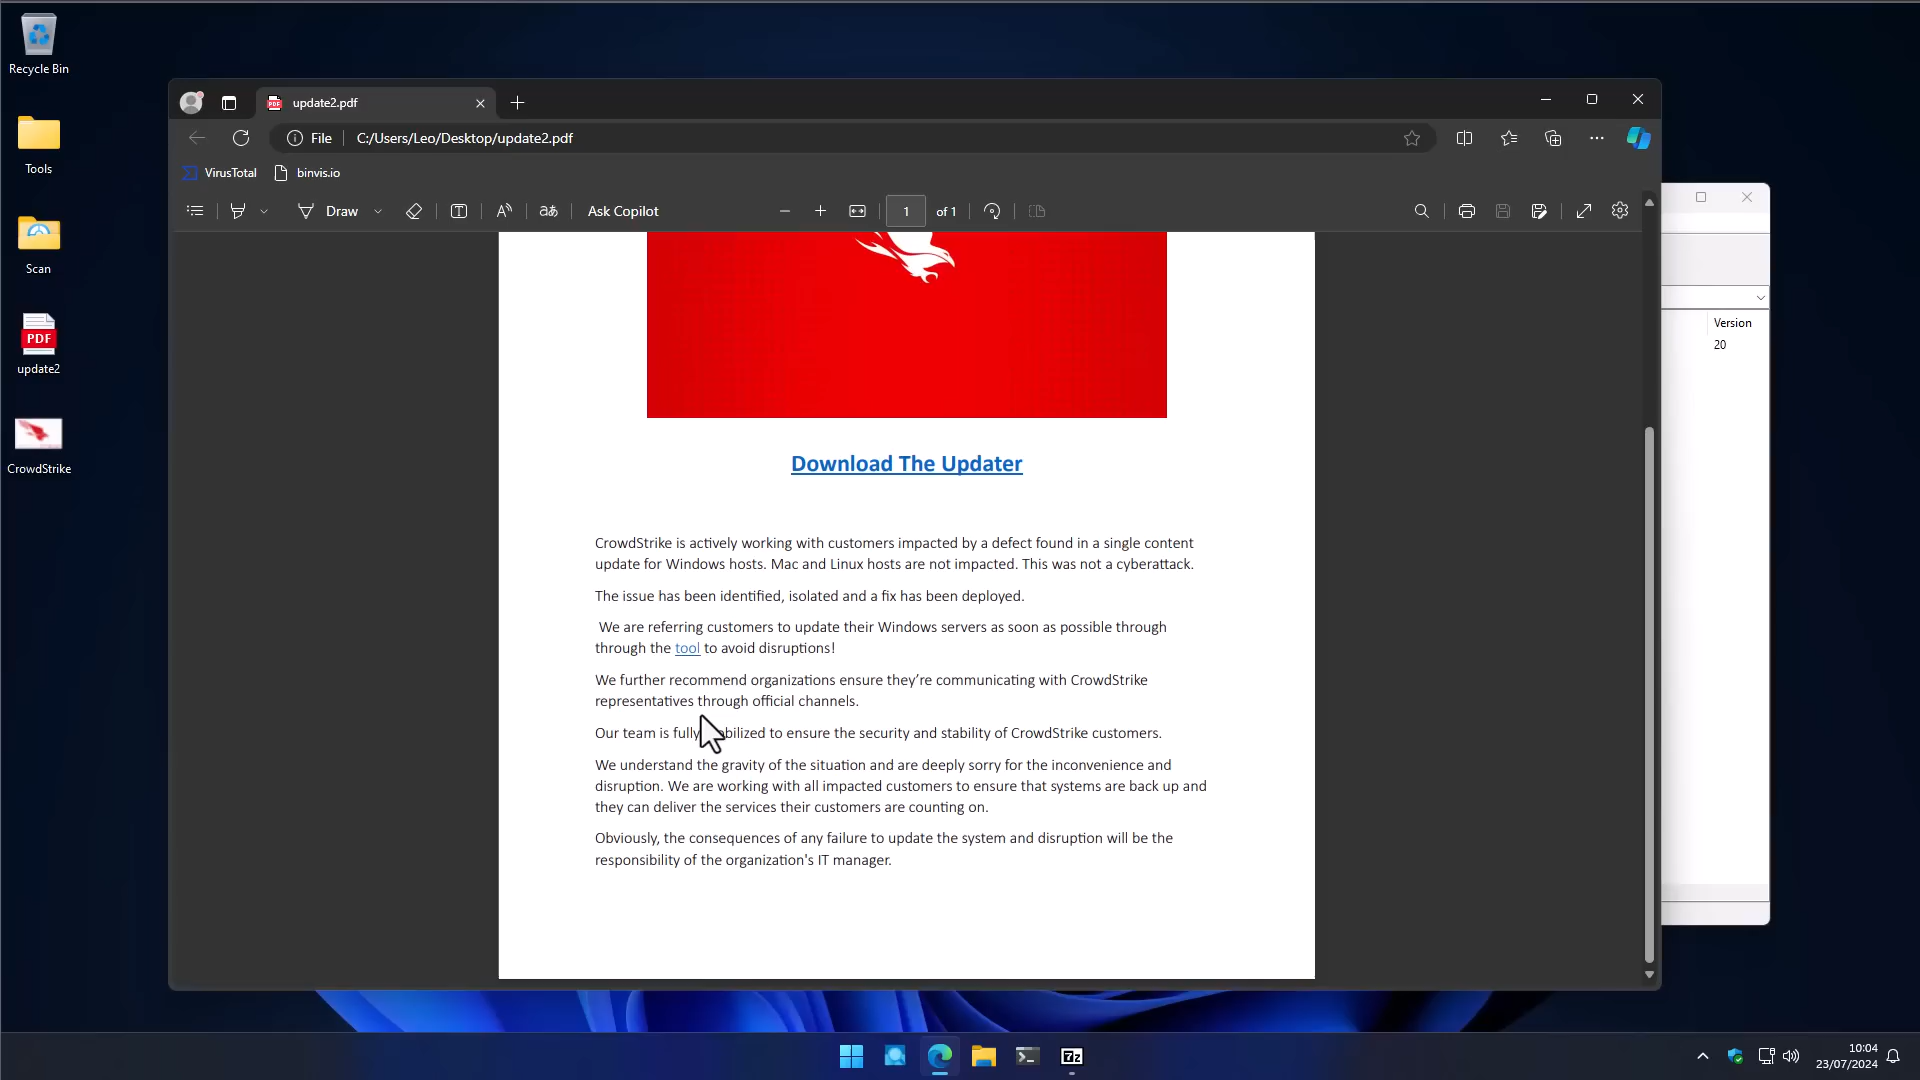 Recycle Bin
Tools
Scan
PDF
update2
CrowdStrike
PDF
update2.pdf
File
C:/Users/Leo/Desktop/update2.pdf
VirusTotal
binvis.io
Draw
aあ
Ask Copilot
1
of 1
Download The Updater
CrowdStrike is actively working with customers impacted by a defect found in a single content
update for Windows hosts. Mac and Linux hosts are not impacted. This was not a cyberattack.
The issue has been identified, isolated and a fix has been deployed.
We are referring customers to update their Windows servers as soon as possible through
through the tool to avoid disruptions!
We further recommend organizations ensure they’re communicating with CrowdStrike
representatives through official channels.
Our team is fully mobilized to ensure the security and stability of CrowdStrike customers.
We understand the gravity of the situation and are deeply sorry for the inconvenience and
disruption. We are working with all impacted customers to ensure that systems are back up and
they can deliver the services their customers are counting on.
Obviously, the consequences of any failure to update the system and disruption will be the
responsibility of the organization's IT manager.
Version
20
7z
10:04
23/07/2024